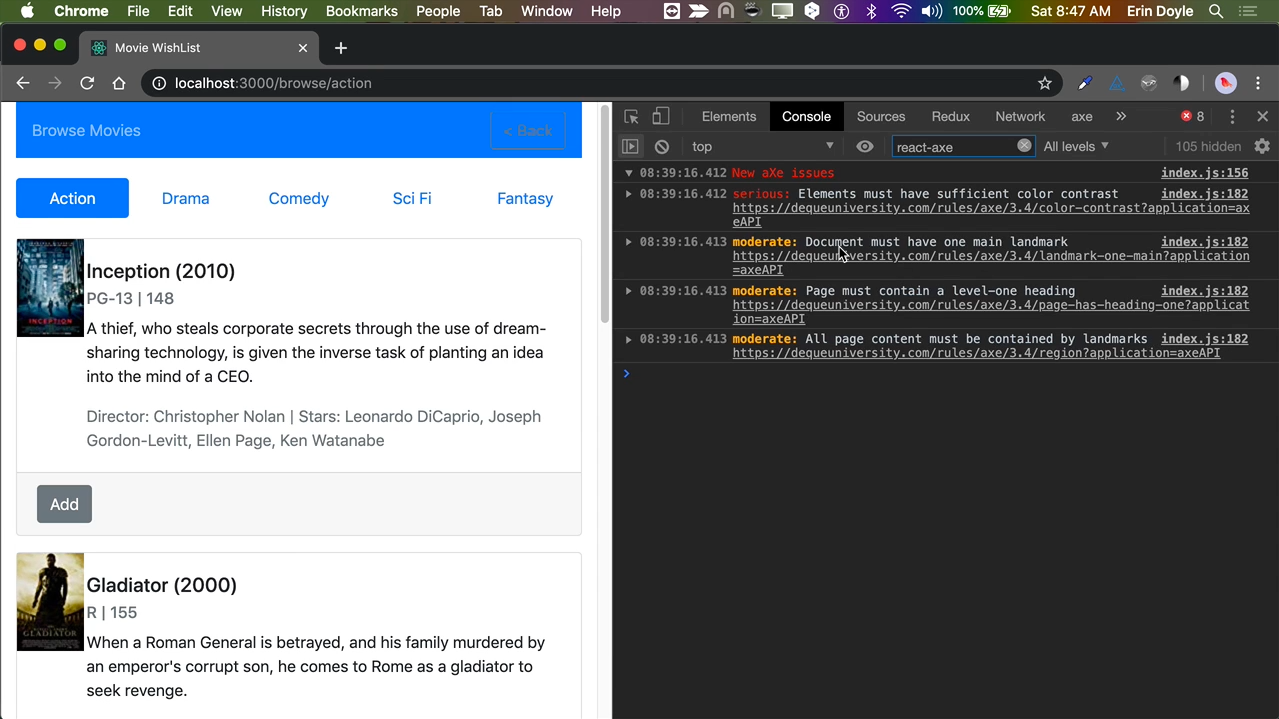 Chrome File Edit View History Bookmarks People Tab Window Help 100% Sat 8:47 AM Erin Doyle
Movie WishList
localhost:3000/browse/action
Browse Movies
< Back
Action Drama Comedy Sci Fi Fantasy
INCEPTION
Inception (2010)
PG-13 | 148
A thief, who steals corporate secrets through the use of dream-
sharing technology, is given the inverse task of planting an idea
into the mind of a CEO.
Director: Christopher Nolan | Stars: Leonardo DiCaprio, Joseph
Gordon-Levitt, Ellen Page, Ken Watanabe
Add
GLADIATOR
Gladiator (2000)
R | 155
When a Roman General is betrayed, and his family murdered by
an emperor's corrupt son, he comes to Rome as a gladiator to
seek revenge.
Elements Console Sources Redux Network axe » 8
top react-axe All levels 105 hidden
08:39:16.412 New aXe issues index.js:156
08:39:16.412 serious: Elements must have sufficient color contrast index.js:182
https://dequeuniversity.com/rules/axe/3.4/color-contrast?application=ax
eAPI
08:39:16.413 moderate: Document must have one main landmark index.js:182
https://dequeuniversity.com/rules/axe/3.4/landmark-one-main?application
=axeAPI
08:39:16.413 moderate: Page must contain a level-one heading index.js:182
https://dequeuniversity.com/rules/axe/3.4/page-has-heading-one?applicat
ion=axeAPI
08:39:16.413 moderate: All page content must be contained by landmarks index.js:182
https://dequeuniversity.com/rules/axe/3.4/region?application=axeAPI
>